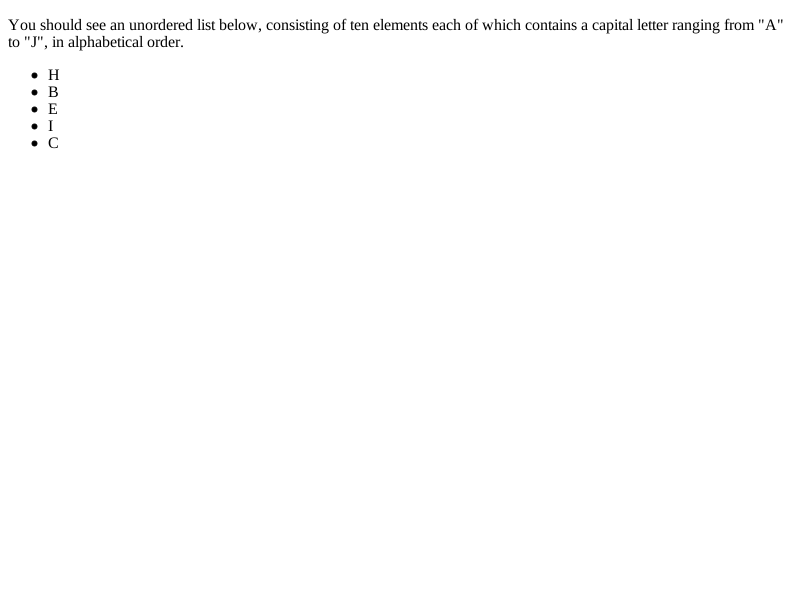 You should see an unordered list below, consisting of ten elements each of which contains a capital letter ranging from "A"
to "J", in alphabetical order.
• H
• B
• E
• I
• C